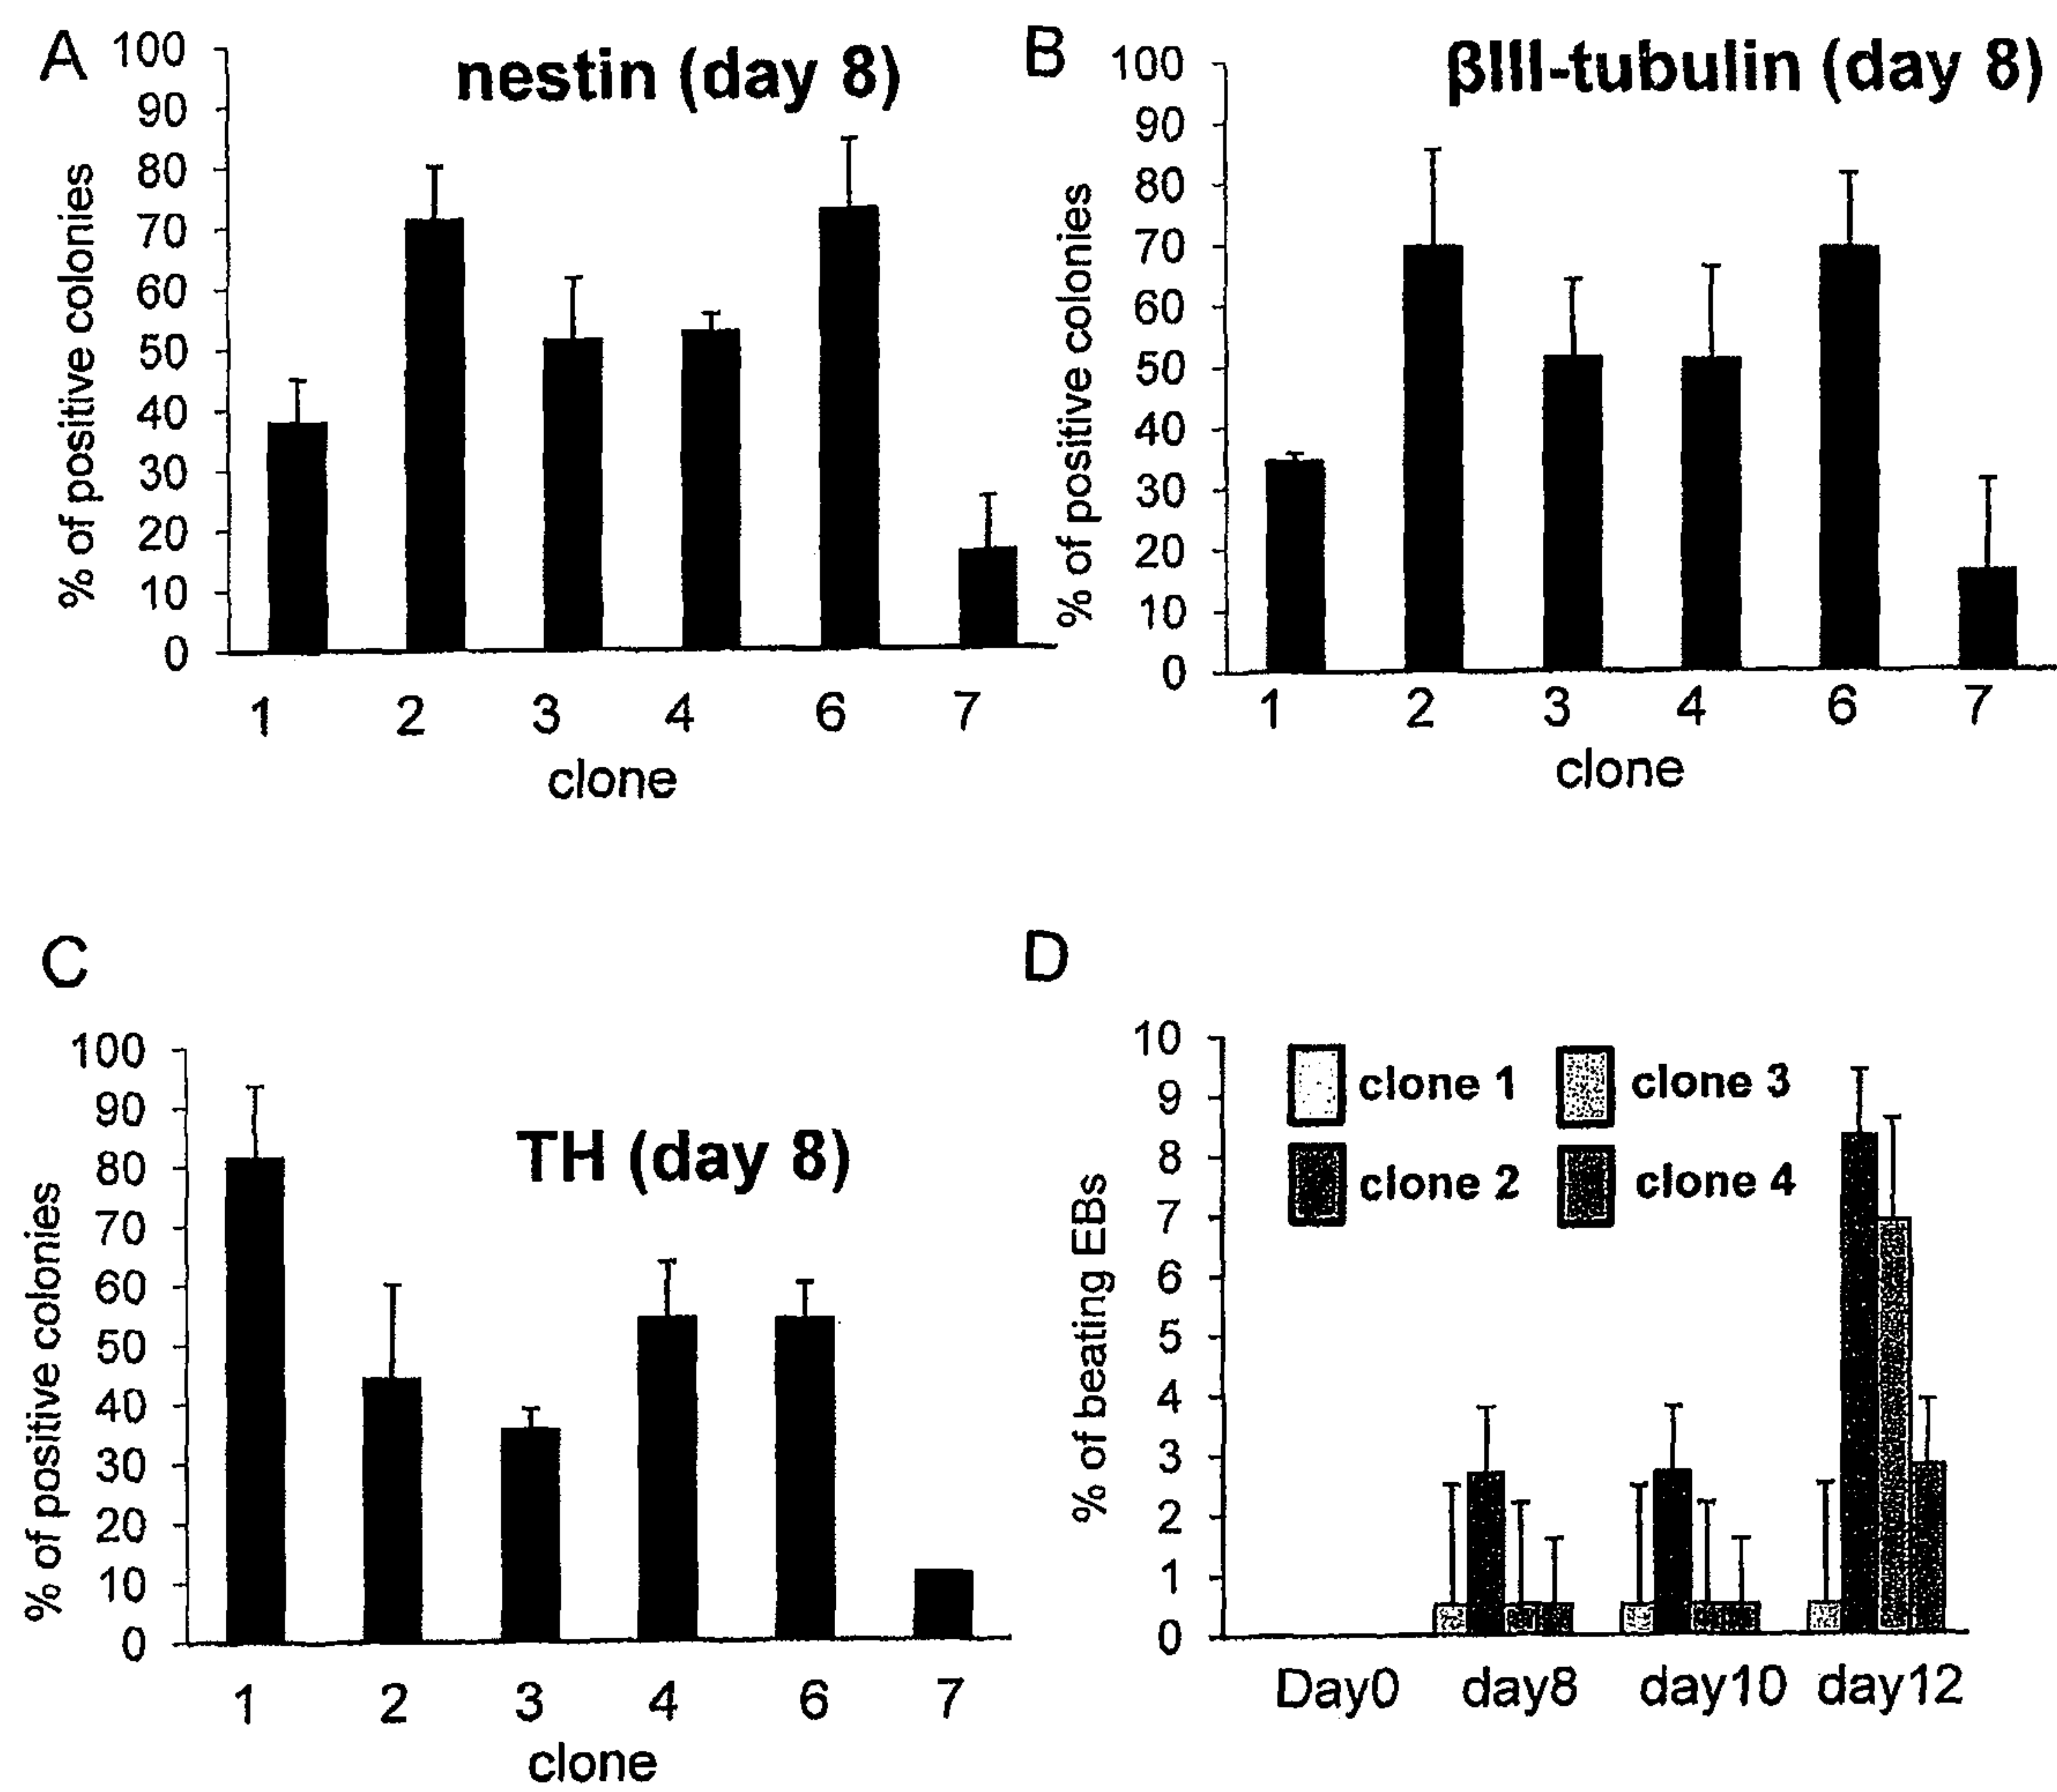 A
nestin (day 8)
100
90
80
70
60
50
40
30
20
10
0
% of positive colonies
1 2 3 4 6 7
clone
B
βIII-tubulin (day 8)
100
90
80
70
60
50
40
30
20
10
0
% of positive colonies
1 2 3 4 6 7
clone
C
TH (day 8)
100
90
80
70
60
50
40
30
20
10
0
% of positive colonies
1 2 3 4 6 7
clone
D
10
9
8
7
6
5
4
3
2
1
0
% of beating EBs
clone 1 clone 3
clone 2 clone 4
Day0 day8 day10 day12